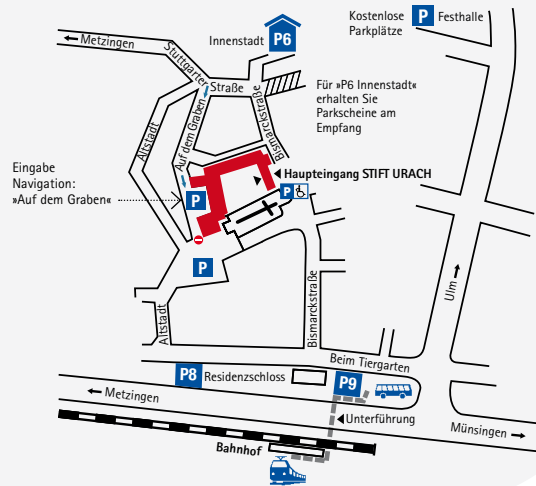 Metzingen
Innenstadt
P6
Kostenlose
Parkplätze
P
Festhalle
Stuttgarter
Straße
Bismarckstraße
Für »P6 Innenstadt«
erhalten Sie
Parkscheine am
Empfang
Altstadt
Auf dem Graben
Haupteingang STIFT URACH
Eingabe
Navigation:
»Auf dem Graben«
P
P
P
Altstadt
Bismarckstraße
Ulm
Beim Tiergarten
P8
Residenzschloss
P9
Metzingen
Unterführung
Münsingen
Bahnhof